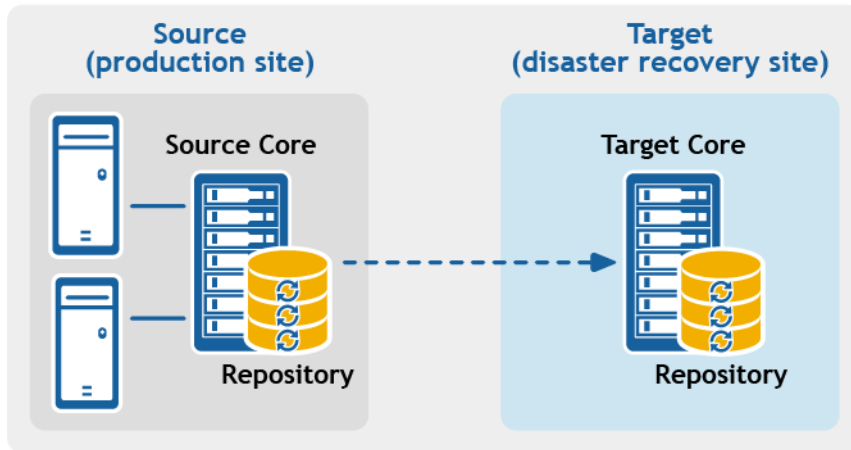 Source
(production site)
Target
(disaster recovery site)
Source Core
Repository
Target Core
Repository